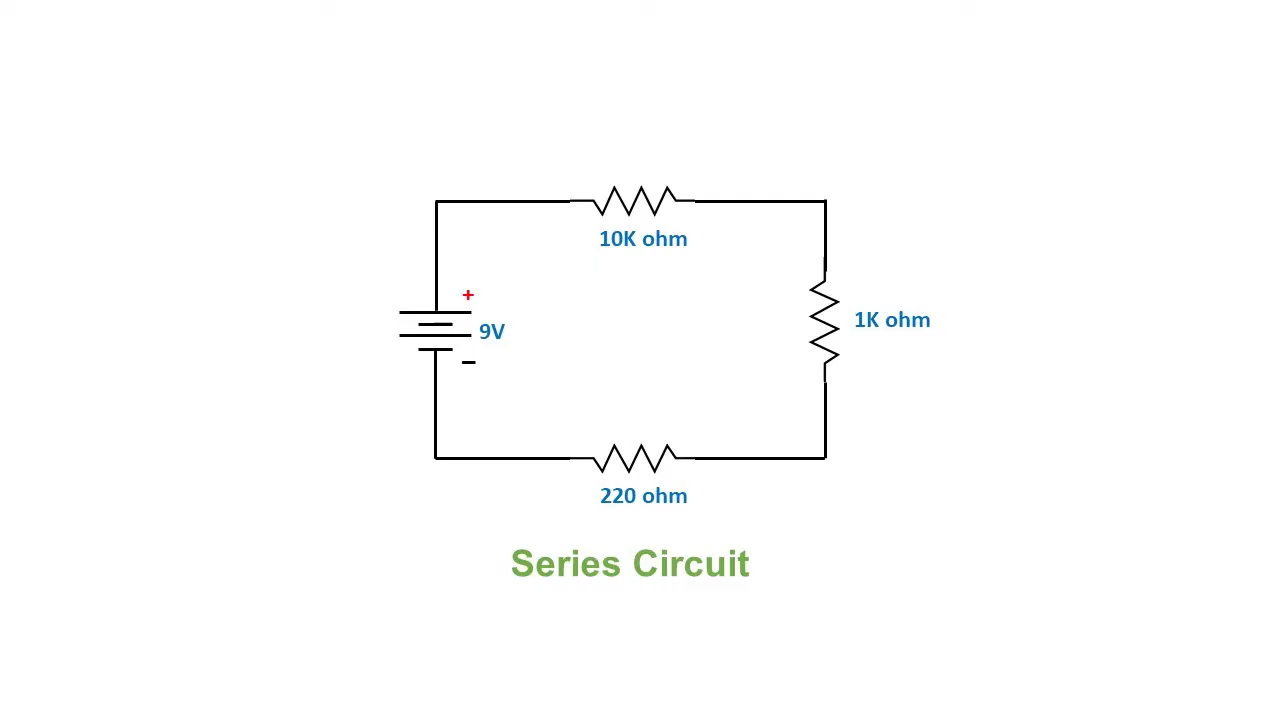 10K ohm
+
9V
1K ohm
−
220 ohm
Series Circuit